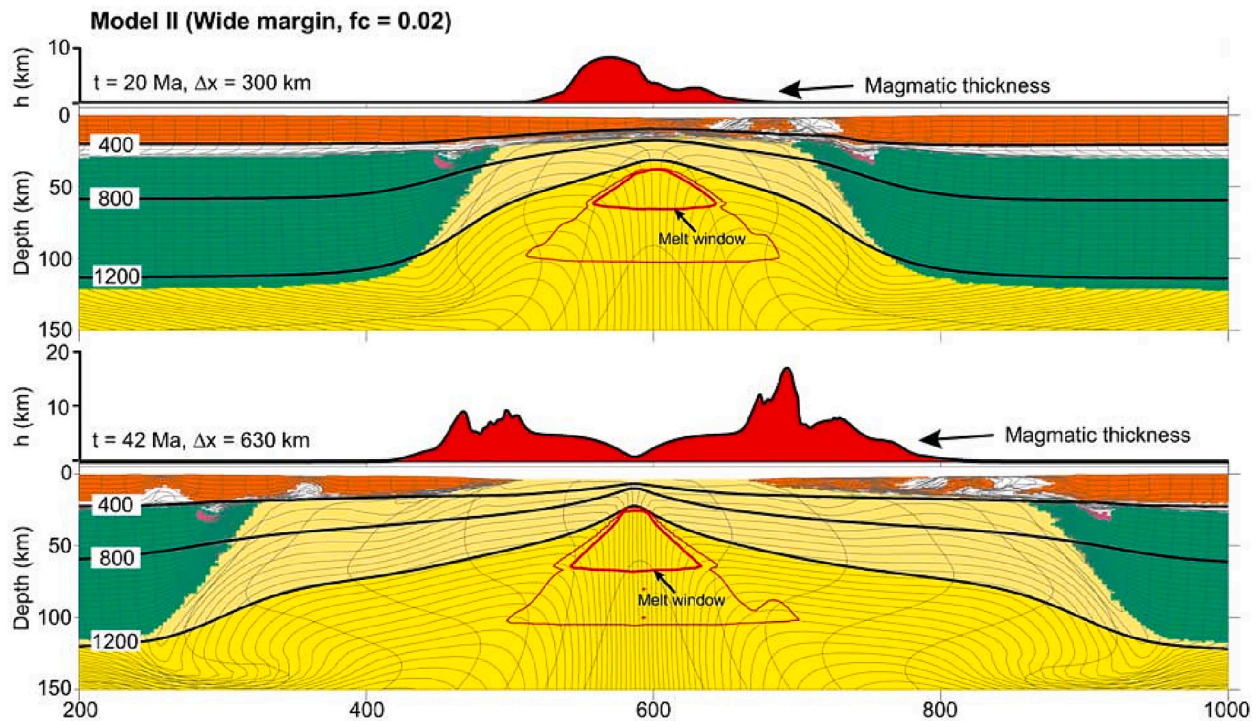 Model II (Wide margin, fc = 0.02)
10
h (km)
t = 20 Ma, Δx = 300 km
Magmatic thickness
0
0
400
50
800
Depth (km)
Melt window
100
1200
150
20
h (km)
10
t = 42 Ma, Δx = 630 km
Magmatic thickness
0
400
50
800
Depth (km)
Melt window
100
1200
150
200 400 600 800 1000